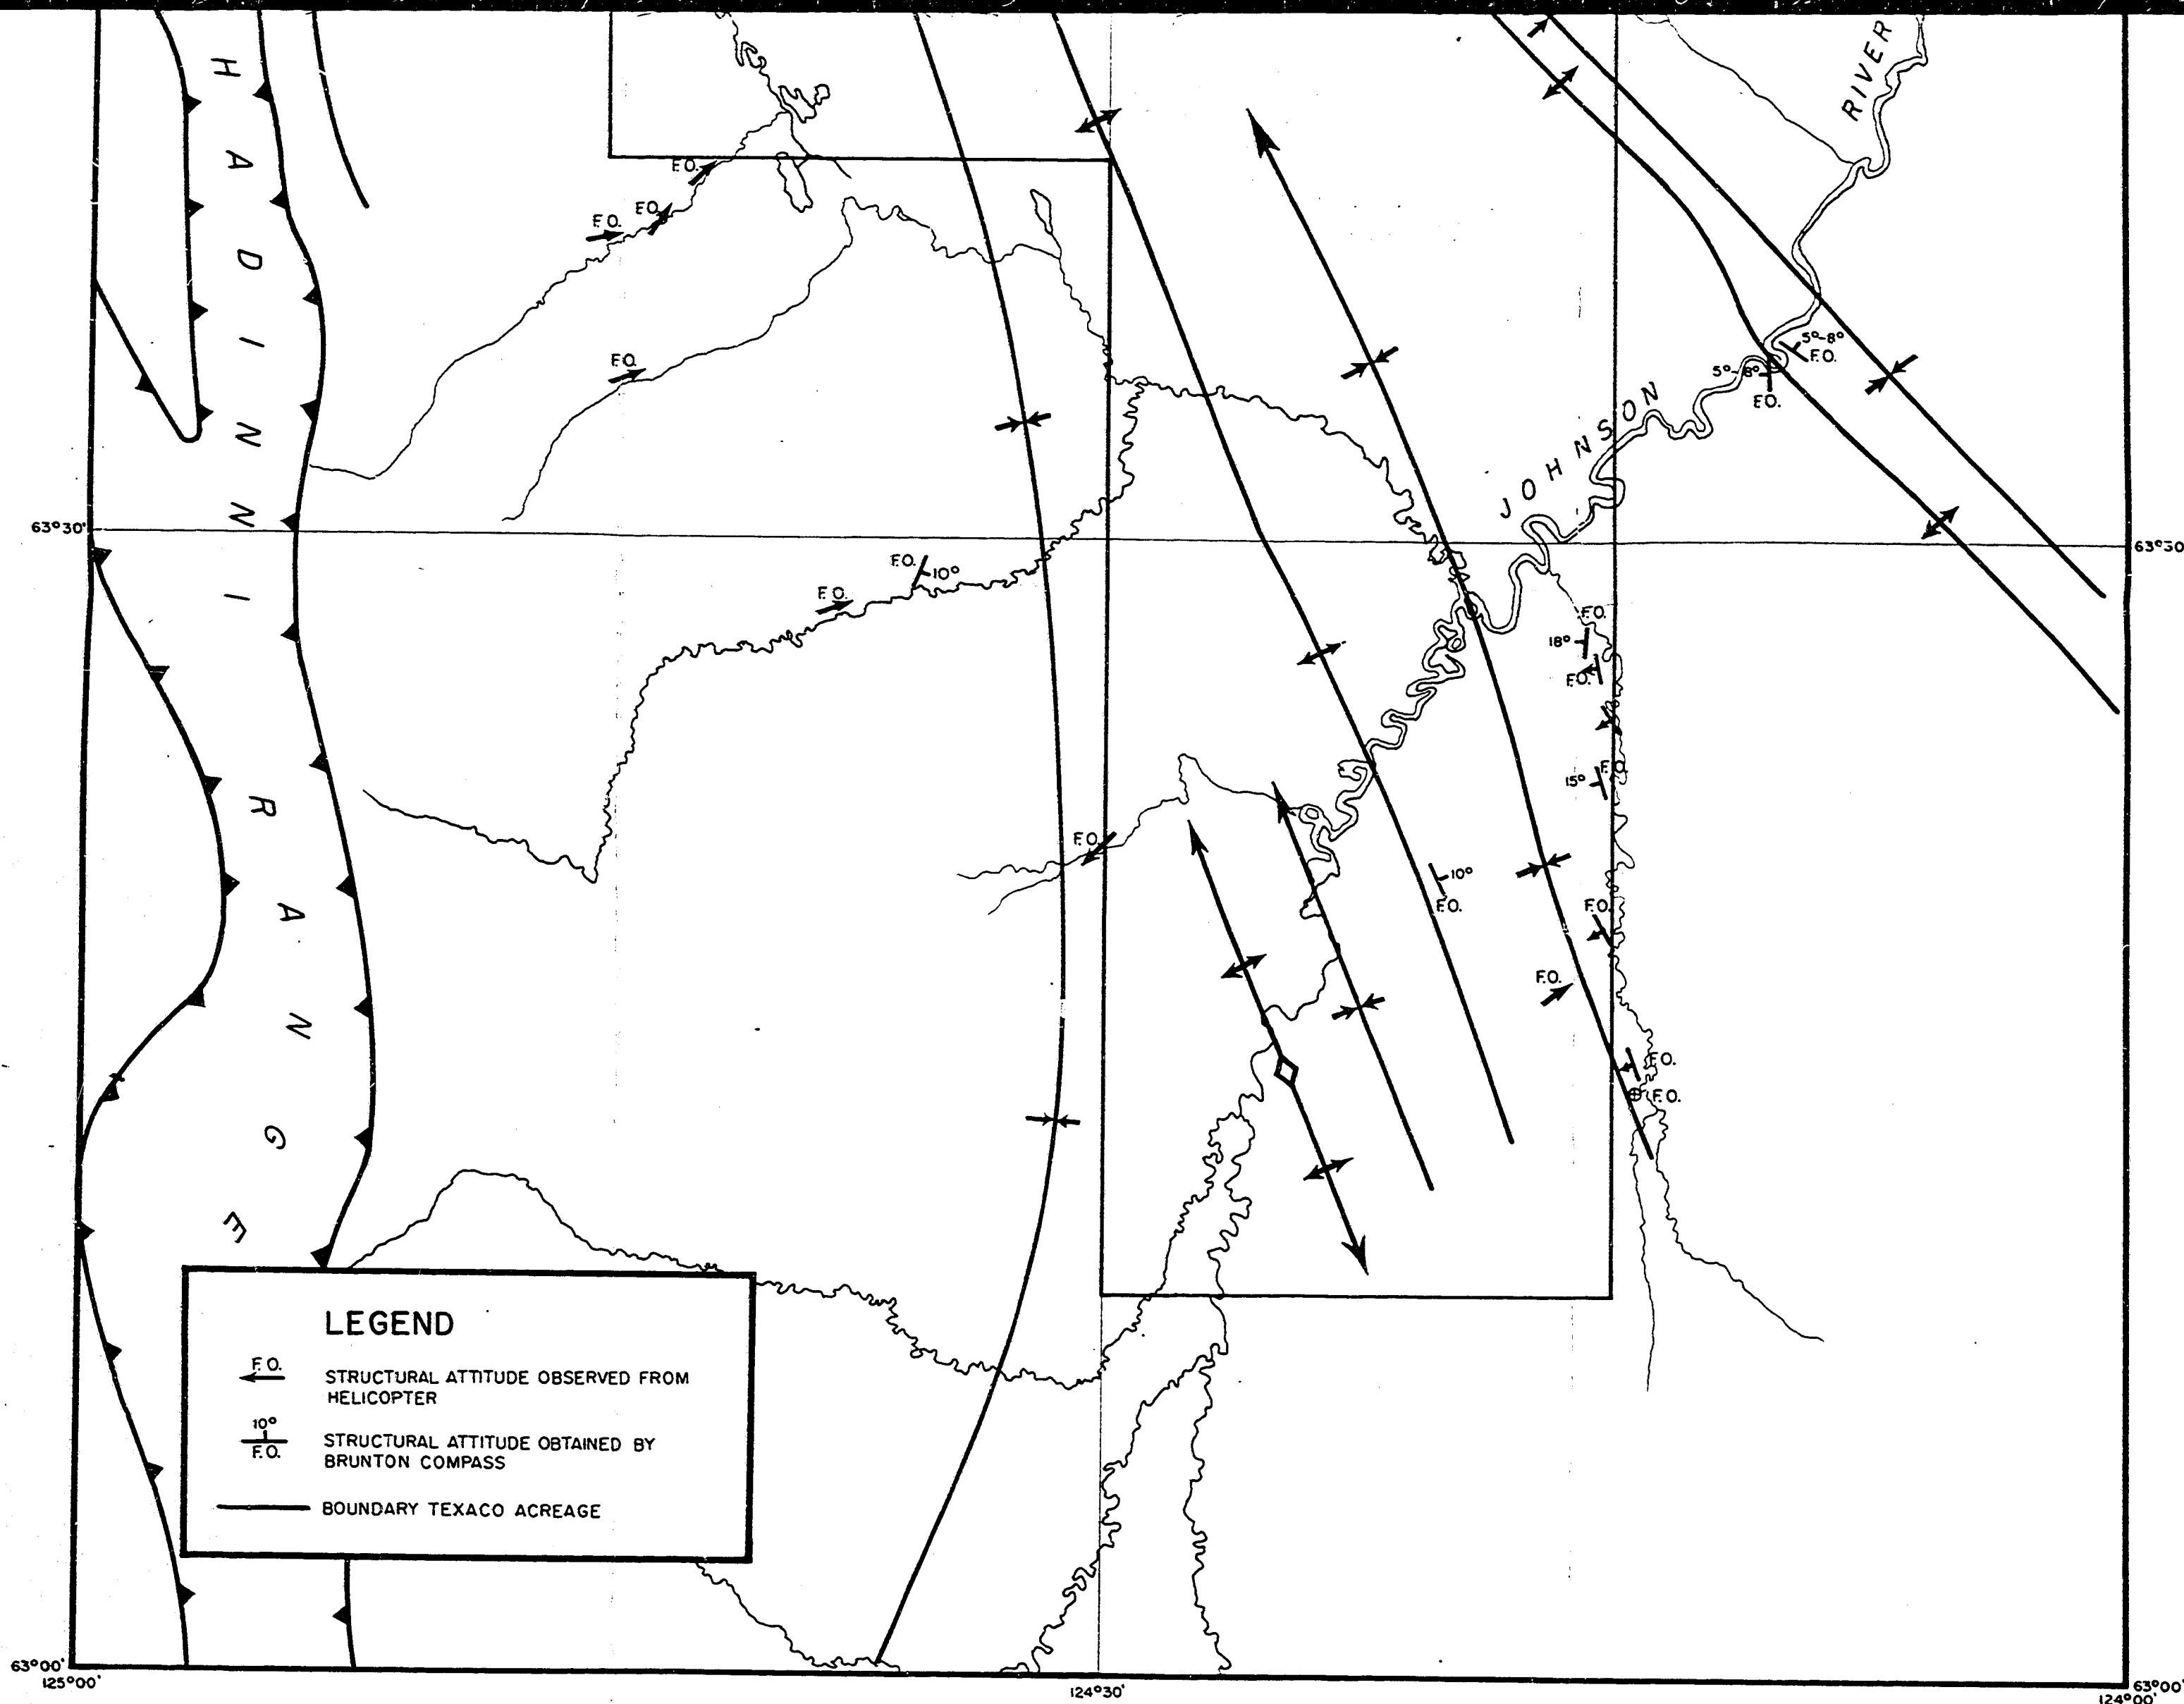 RIVER
HADINNI RANGE
F.O.
F.O.
F.O.
F.O.
5°-8°
F.O.
5°-8°
F.O.
JOHNSON
63°30'
63°30'
F.O.
10°
F.O.
F.O.
18°
F.O.
F.O.
15°
F.O.
10°
F.O.
F.O.
F.O.
F.O.
F.O.
LEGEND
F.O.
STRUCTURAL ATTITUDE OBSERVED FROM
HELICOPTER
10°
F.O.
STRUCTURAL ATTITUDE OBTAINED BY
BRUNTON COMPASS
BOUNDARY TEXACO ACREAGE
63°00'
125°00'
124°30'
63°00'
124°00'